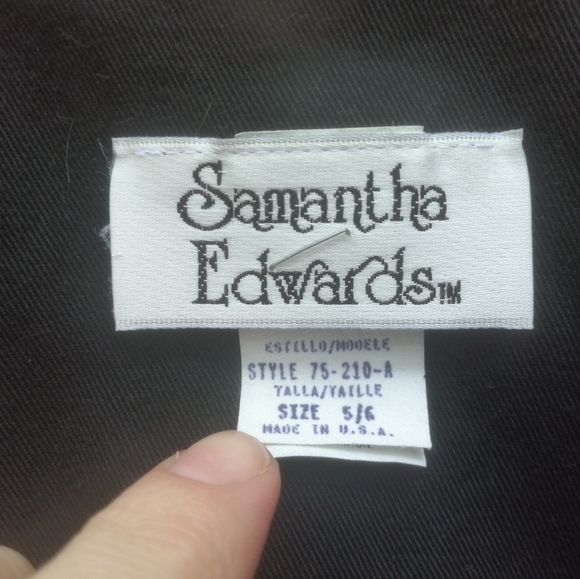 Samantha
Edwards™
ESTILLO/MODELE
STYLE 75-210-A
TALLA/TAILLE
SIZE 5/6
MADE IN U.S.A.